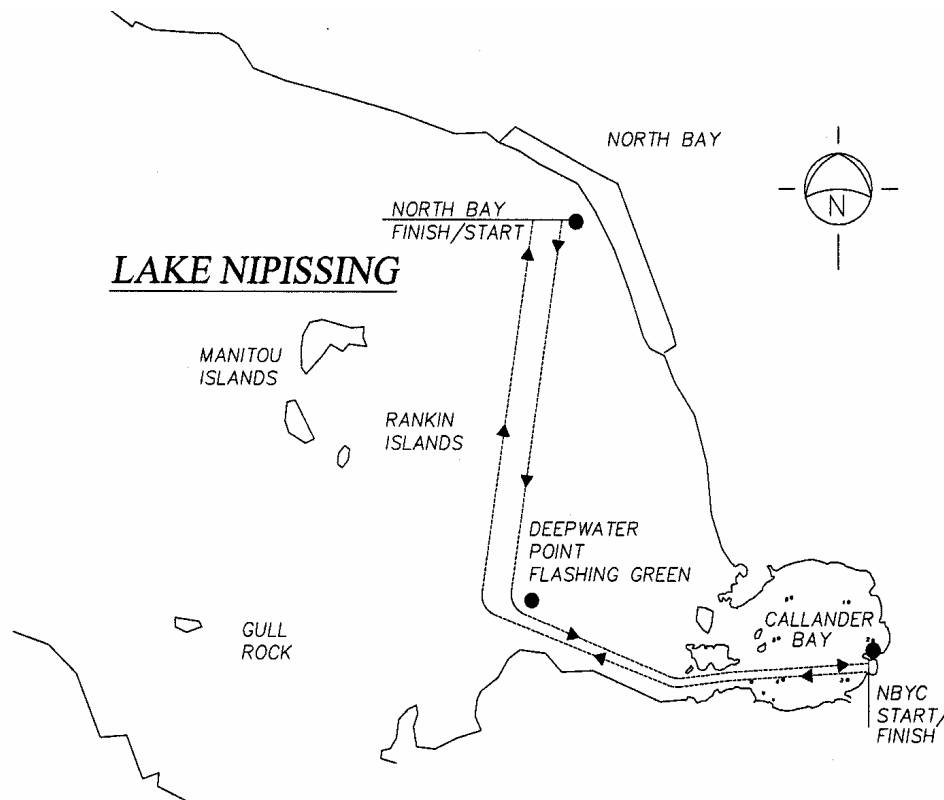 NORTH BAY
N
NORTH BAY
FINISH/START
LAKE NIPISSING
MANITOU
ISLANDS
RANKIN
ISLANDS
DEEPWATER
POINT
FLASHING GREEN
CALLANDER
BAY
GULL
ROCK
NBYC
START/
FINISH